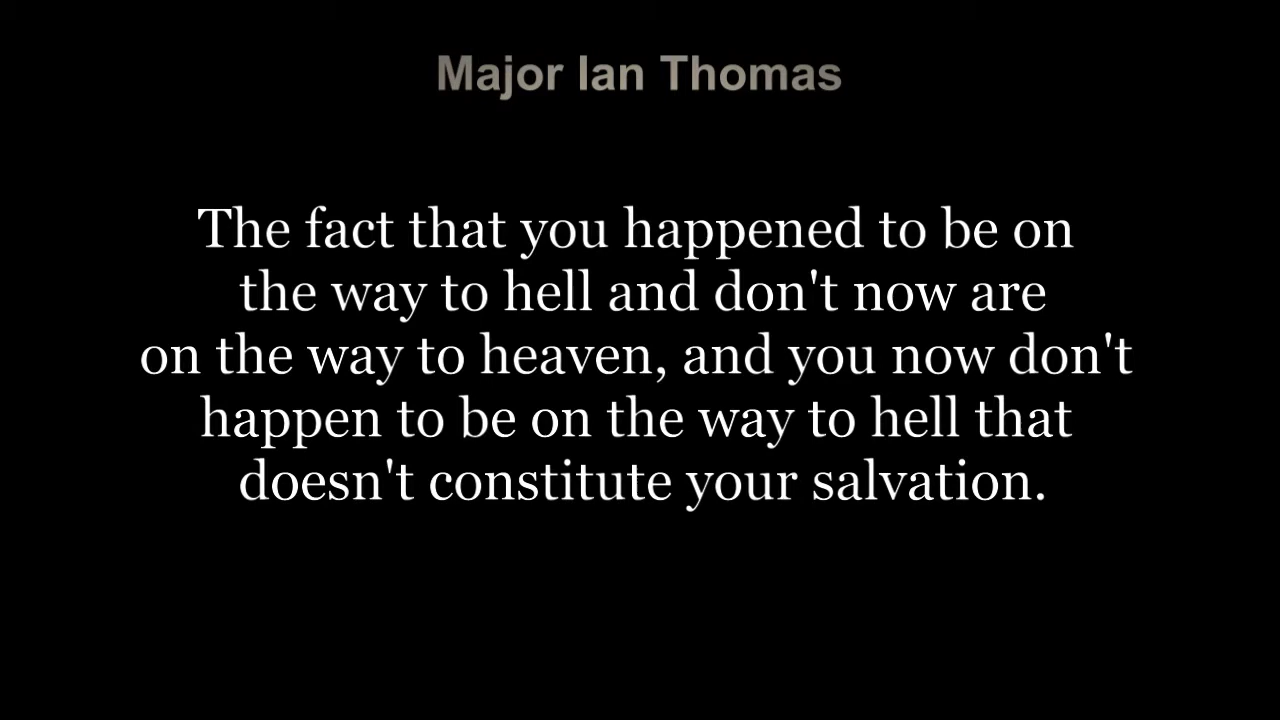 Major Ian Thomas
The fact that you happened to be on
the way to hell and don't now are
on the way to heaven, and you now don't
happen to be on the way to hell that
doesn't constitute your salvation.